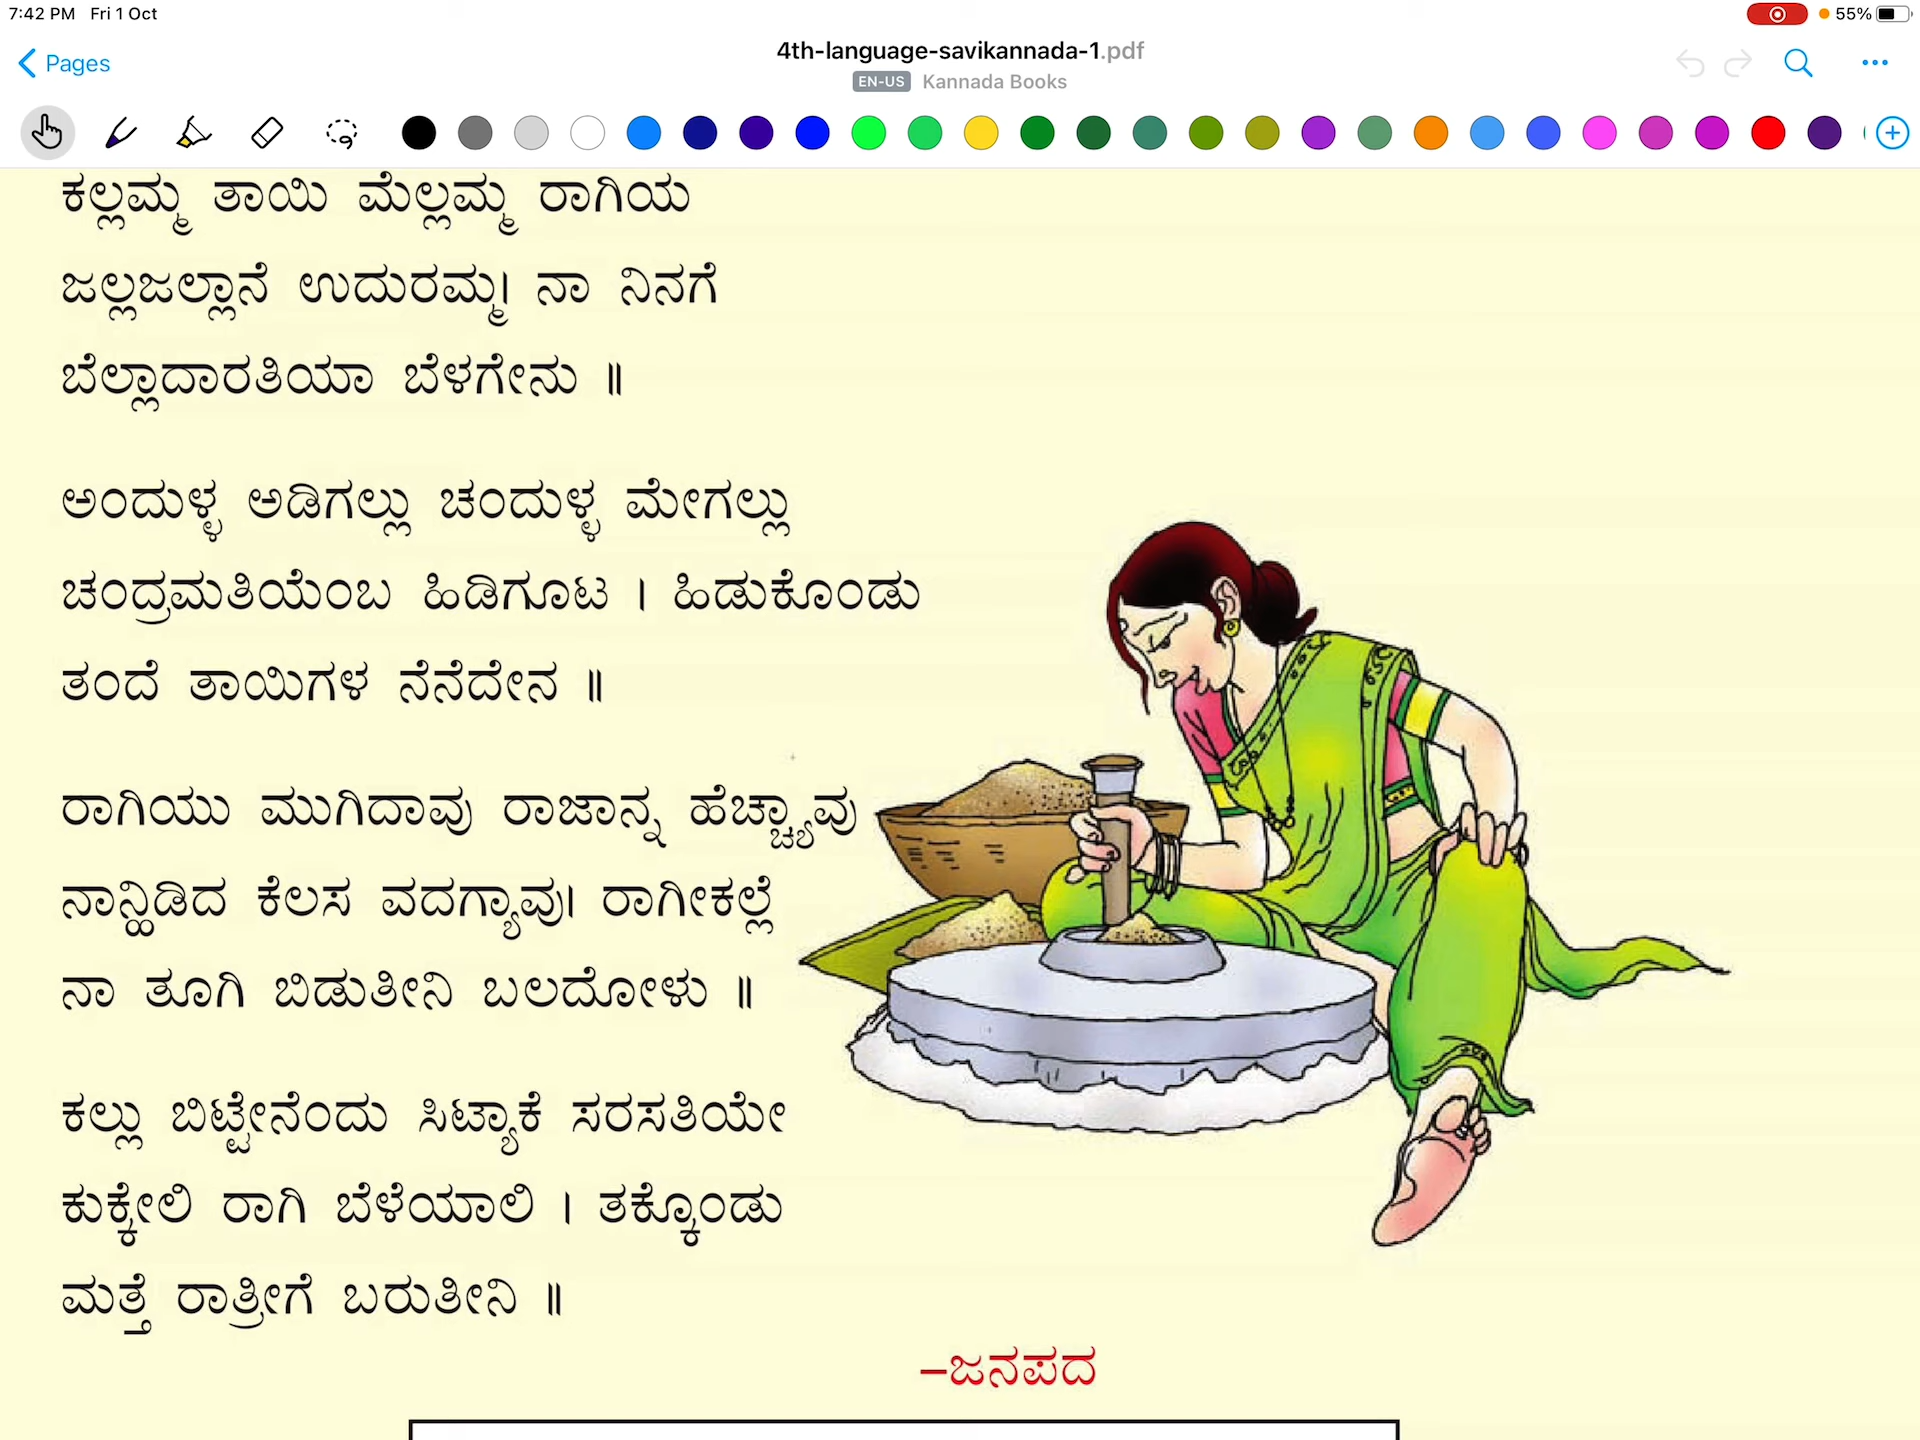 7:42 PM Fri 1 Oct
55%
Pages
4th-language-savikannada-1.pdf
EN-US Kannada Books
ಕಲ್ಲಮ್ಮ ತಾಯಿ ಮೆಲ್ಲಮ್ಮ ರಾಗಿಯ
ಜಲ್ಲಜಲ್ಲಾನೆ ಉದುರಮ್ಮ। ನಾ ನಿನಗೆ
ಬೆಲ್ಲಾದಾರತಿಯಾ ಬೆಳಗೇನು ॥
ಅಂದುಳ್ಳ ಅಡಿಗಲ್ಲು ಚಂದುಳ್ಳ ಮೇಗಲ್ಲು
ಚಂದ್ರಮತಿಯೆಂಬ ಹಿಡಿಗೂಟ । ಹಿಡುಕೊಂಡು
ತಂದೆ ತಾಯಿಗಳ ನೆನೆದೇನ ॥
ರಾಗಿಯು ಮುಗಿದಾವು ರಾಜಾನ್ನ ಹೆಚ್ಚ್ಯಾವು
ನಾನ್ಹಿಡಿದ ಕೆಲಸ ವದಗ್ಯಾವು। ರಾಗೀಕಲ್ಲೆ
ನಾ ತೂಗಿ ಬಿಡುತೀನಿ ಬಲದೋಳು ॥
ಕಲ್ಲು ಬಿಟ್ಟೇನೆಂದು ಸಿಟ್ಯಾಕೆ ಸರಸತಿಯೇ
ಕುಕ್ಕೇಲಿ ರಾಗಿ ಬೆಳೆಯಾಲಿ । ತಕ್ಕೊಂಡು
ಮತ್ತೆ ರಾತ್ರೀಗೆ ಬರುತೀನಿ ॥
–ಜನಪದ